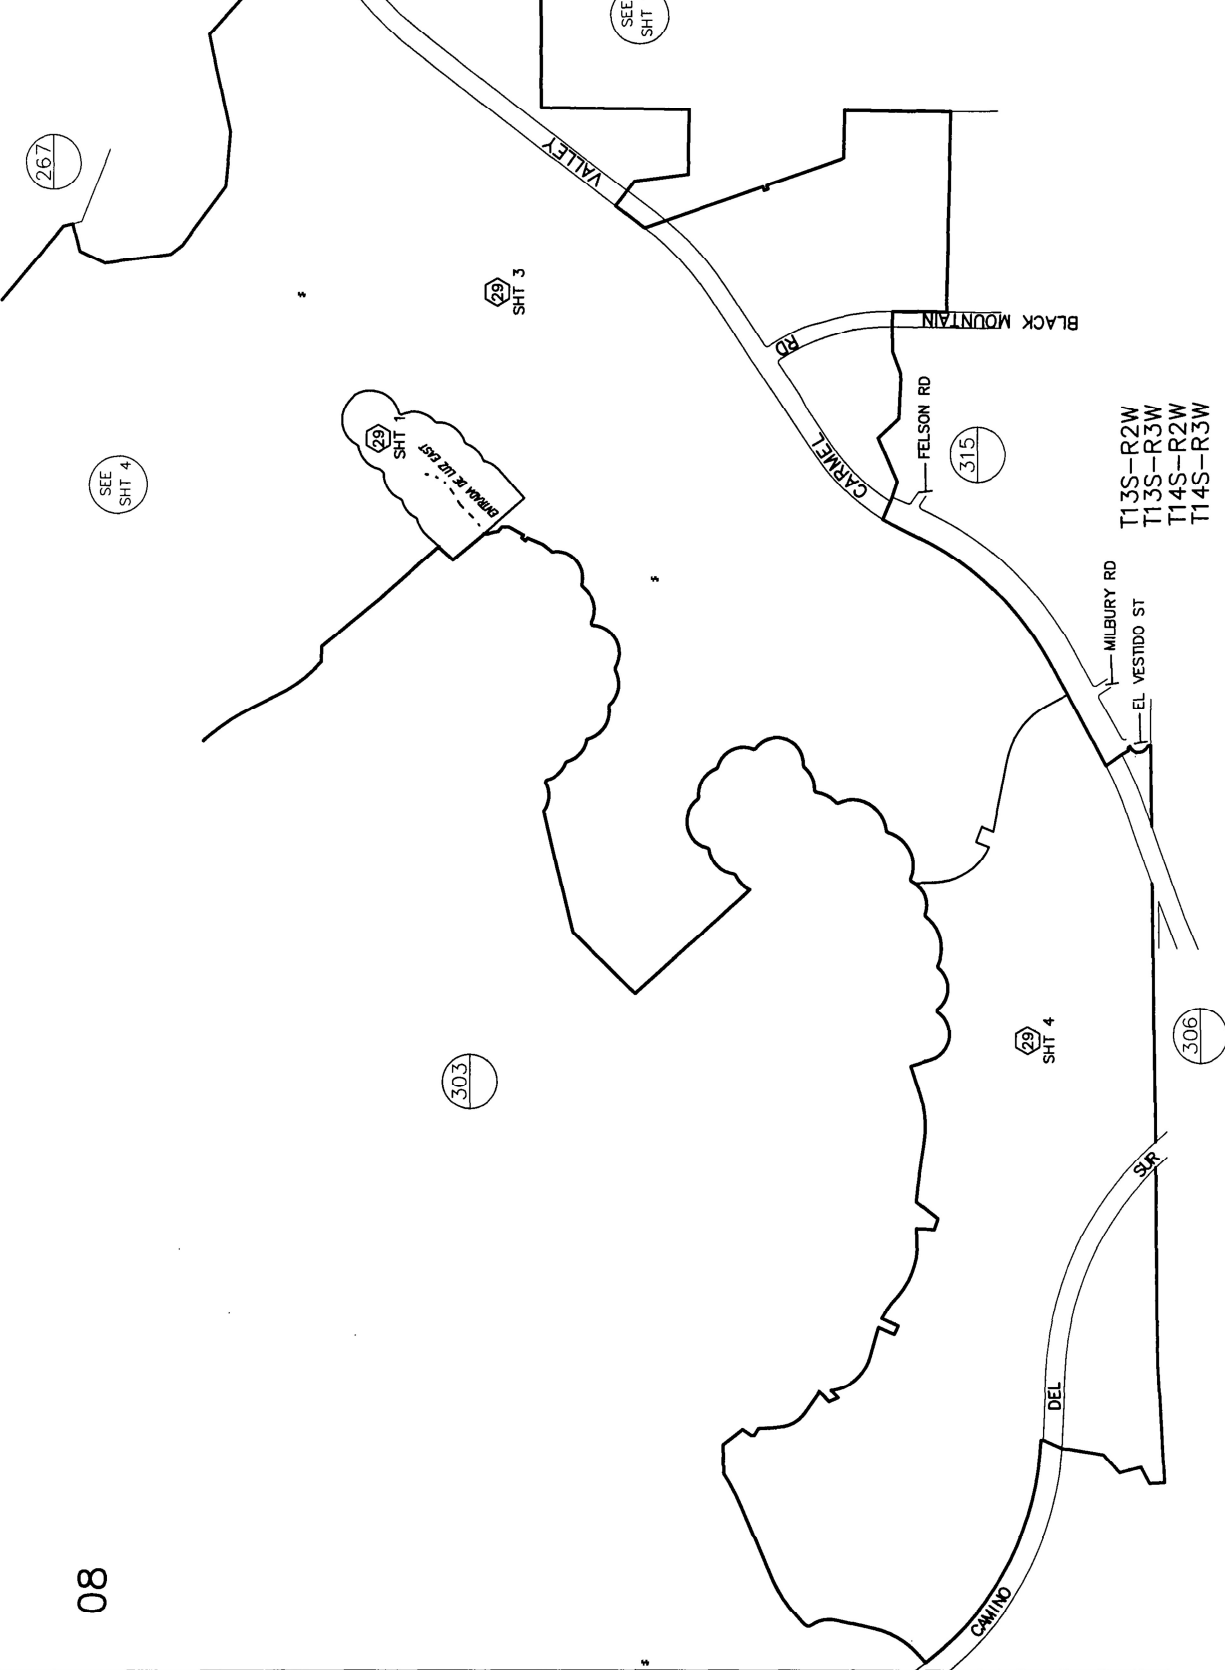 SEE
SHT
267
VALLEY
29
SHT 3
29
SHT 1
ENTRADA DE LUZ EAST
SEE
SHT 4
BLACK MOUNTAIN
RD
CARMEL
FELSON RD
315
T13S-R2W
T13S-R3W
T14S-R2W
T14S-R3W
MILBURY RD
EL VESTIDO ST
29
SHT 4
303
306
SUR
DEL
CAMINO
08